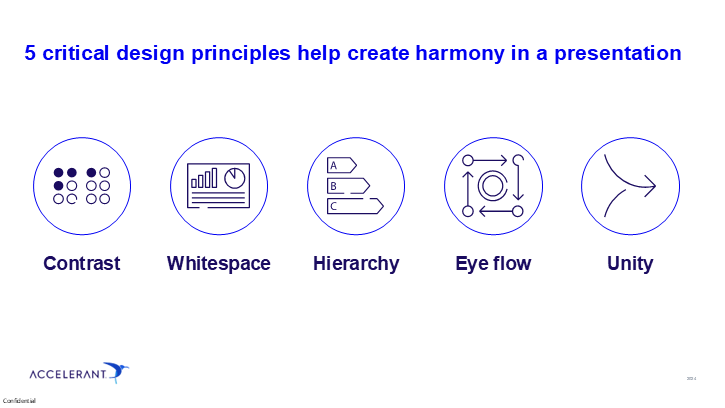 5 critical design principles help create harmony in a presentation
A
B
C
Contrast
Whitespace
Hierarchy
Eye flow
Unity
ACCELERANT
Confidential